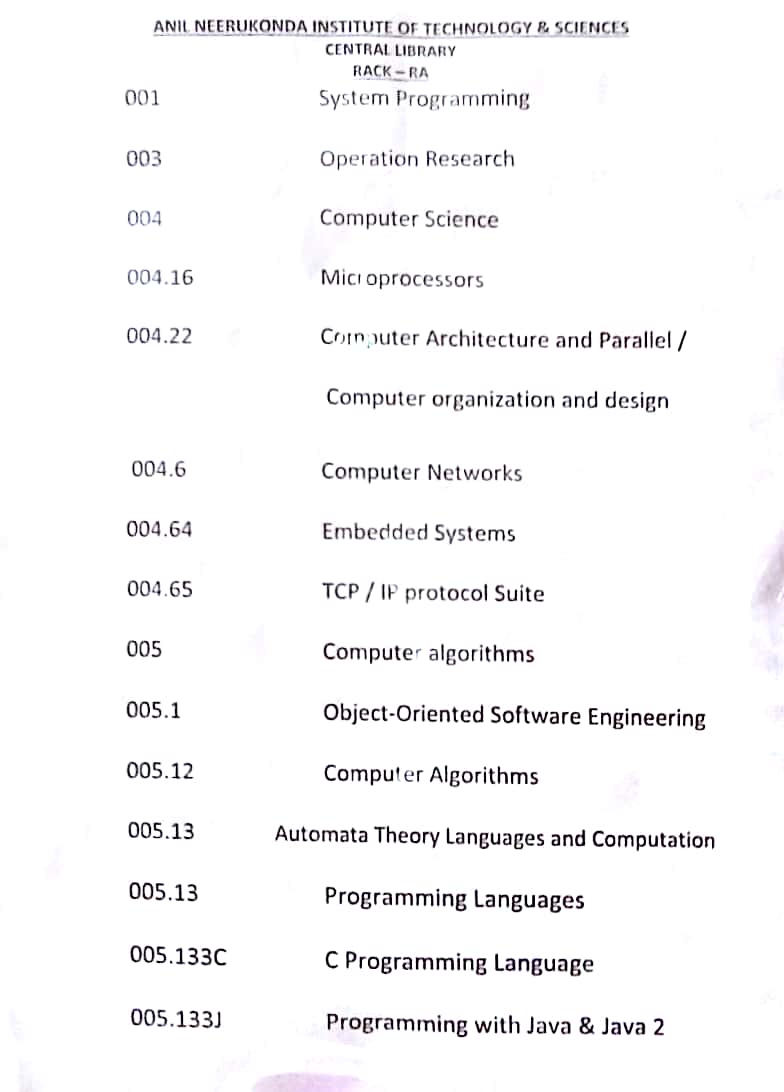 ANIL NEERUKONDA INSTITUTE OF TECHNOLOGY & SCIENCES
CENTRAL LIBRARY
RACK – RA
001 System Programming
003 Operation Research
004 Computer Science
004.16 Microprocessors
004.22 Computer Architecture and Parallel /
Computer organization and design
004.6 Computer Networks
004.64 Embedded Systems
004.65 TCP / IP protocol Suite
005 Computer algorithms
005.1 Object-Oriented Software Engineering
005.12 Computer Algorithms
005.13 Automata Theory Languages and Computation
005.13 Programming Languages
005.133C C Programming Language
005.133J Programming with Java & Java 2